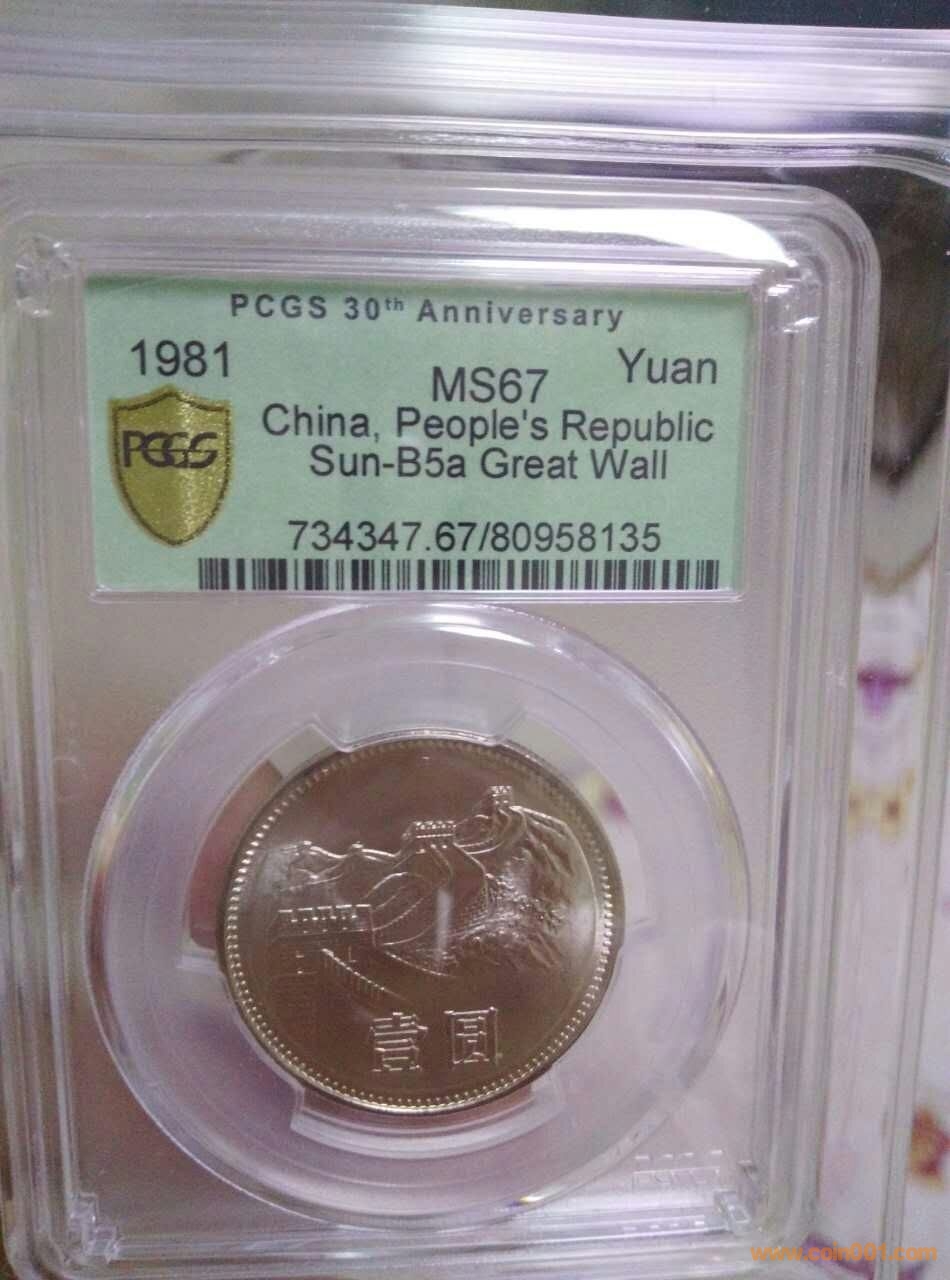 PCGS 30th Anniversary
1981
Yuan
MS67
PCGS
China, People's Republic
Sun-B5a Great Wall
734347.67/80958135
壹圆
www.coin001.com